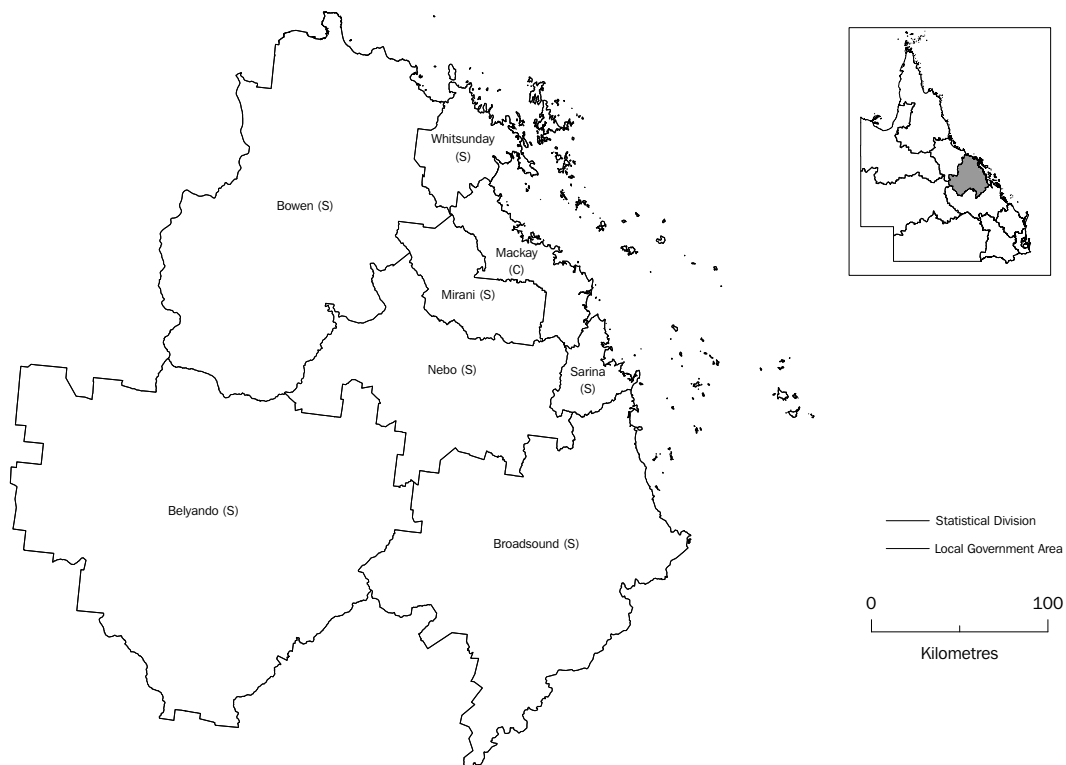 Whitsunday
(S)
Bowen (S)
Mackay
(C)
Mirani (S)
Nebo (S)
Sarina
(S)
Belyando (S)
Broadsound (S)
Statistical Division
Local Government Area
0 100
Kilometres